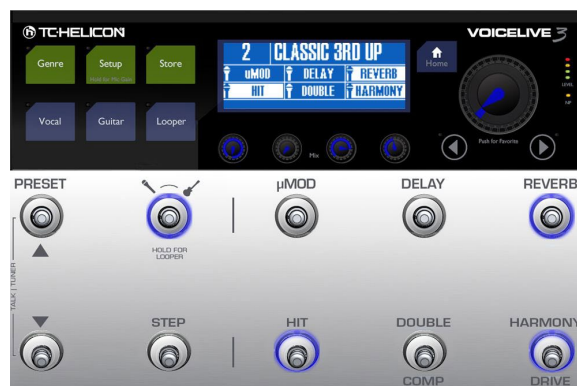 TC·HELICON
VOICELIVE 3
Genre
Setup
Hold for Mic Gain
Store
Vocal
Guitar
Looper
2 CLASSIC 3RD UP
uMOD DELAY REVERB
HIT DOUBLE HARMONY
Home
LEVEL
Mix
Push for Favorite
PRESET
µMOD
DELAY
REVERB
HOLD FOR
LOOPER
TALK | TUNER
STEP
HIT
DOUBLE
HARMONY
COMP
DRIVE